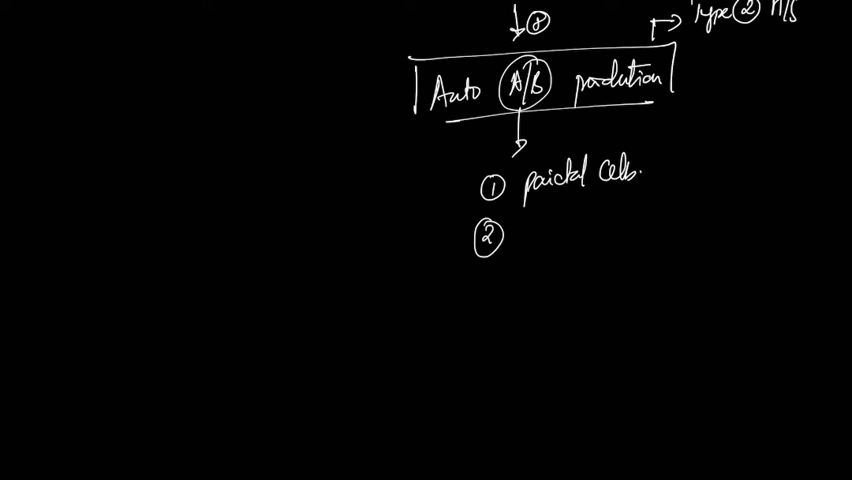 Type ② H/S
⑧
Auto A/B production
① parietal cells.
②